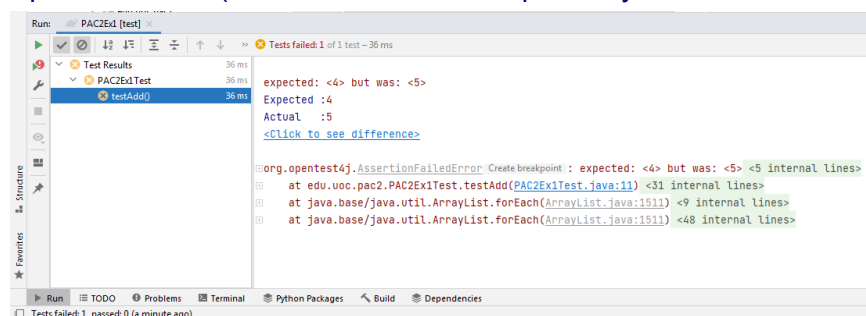 Run: PAC2Ex1 [test] ×
» Tests failed: 1 of 1 test – 36 ms
Test Results 36 ms
PAC2Ex1Test 36 ms
testAdd() 36 ms
expected: <4> but was: <5>
Expected :4
Actual   :5
<Click to see difference>
org.opentest4j.AssertionFailedError Create breakpoint : expected: <4> but was: <5> <5 internal lines>
at edu.uoc.pac2.PAC2Ex1Test.testAdd(PAC2Ex1Test.java:11) <31 internal lines>
at java.base/java.util.ArrayList.forEach(ArrayList.java:1511) <9 internal lines>
at java.base/java.util.ArrayList.forEach(ArrayList.java:1511) <48 internal lines>
Structure
Favorites
Run TODO Problems Terminal Python Packages Build Dependencies
Tests failed: 1, passed: 0 (a minute ago)